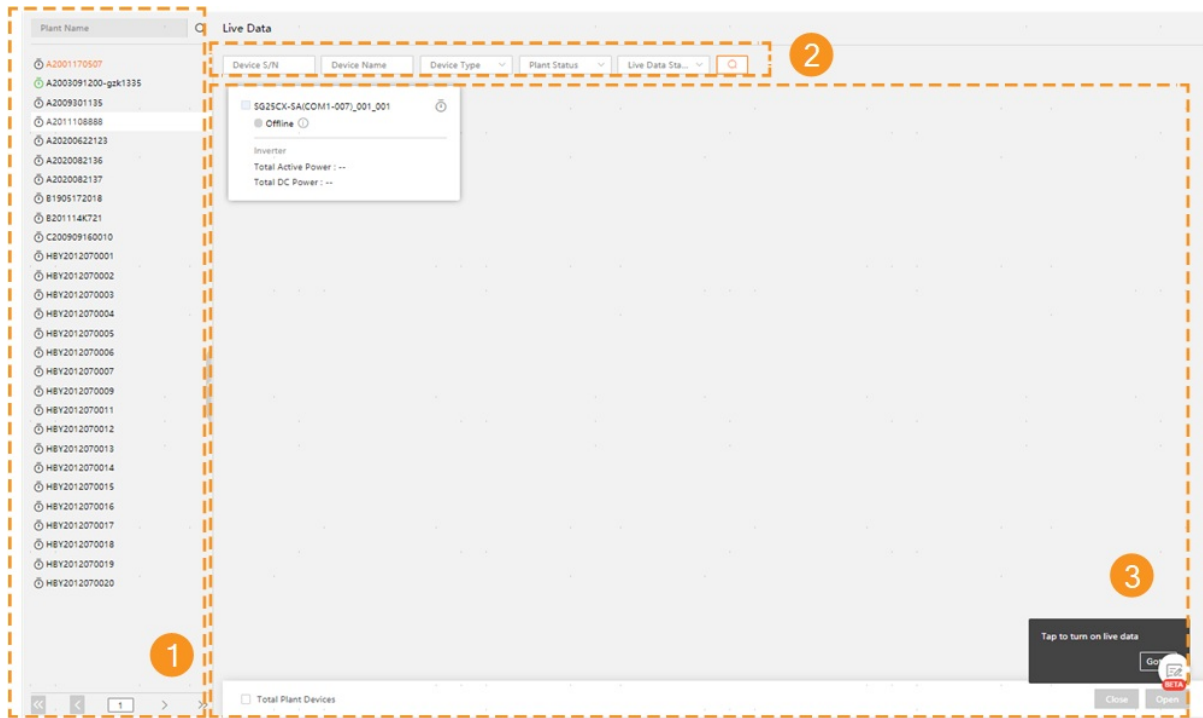 Plant Name
Live Data
Device S/N Device Name Device Type Plant Status Live Data Sta...
2
A2001170507
A2003091200-gzk1335
A2009301135
A2011108888
A20200622123
A2020082136
A2020082137
B1905172018
B201114K721
C200909160010
HBY2012070001
HBY2012070002
HBY2012070003
HBY2012070004
HBY2012070005
HBY2012070006
HBY2012070007
HBY2012070009
HBY2012070011
HBY2012070012
HBY2012070013
HBY2012070014
HBY2012070015
HBY2012070016
HBY2012070017
HBY2012070018
HBY2012070019
HBY2012070020
1
« < 1 > »
SG25CX-SA(COM1-007)_001_001
Offline
Inverter
Total Active Power : --
Total DC Power : --
3
Tap to turn on live data
BETA
Total Plant Devices
Close Open